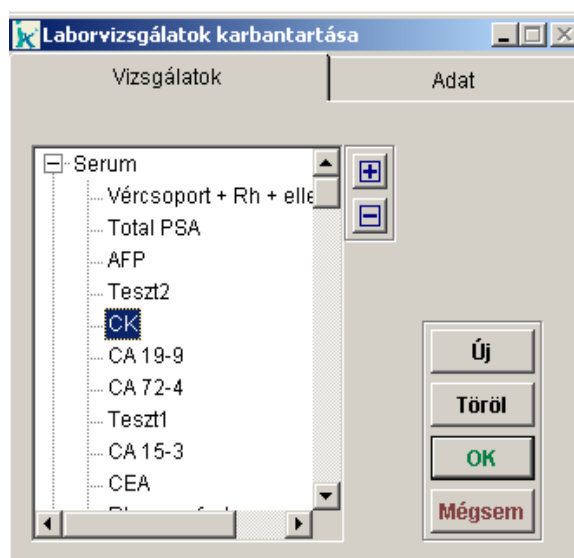 Laborvizsgálatok karbantartása
Vizsgálatok
Adat
Serum
Vércsoport + Rh + elle
Total PSA
AFP
Teszt2
CK
CA 19-9
CA 72-4
Teszt1
CA 15-3
CEA
Új
Töröl
OK
Mégsem